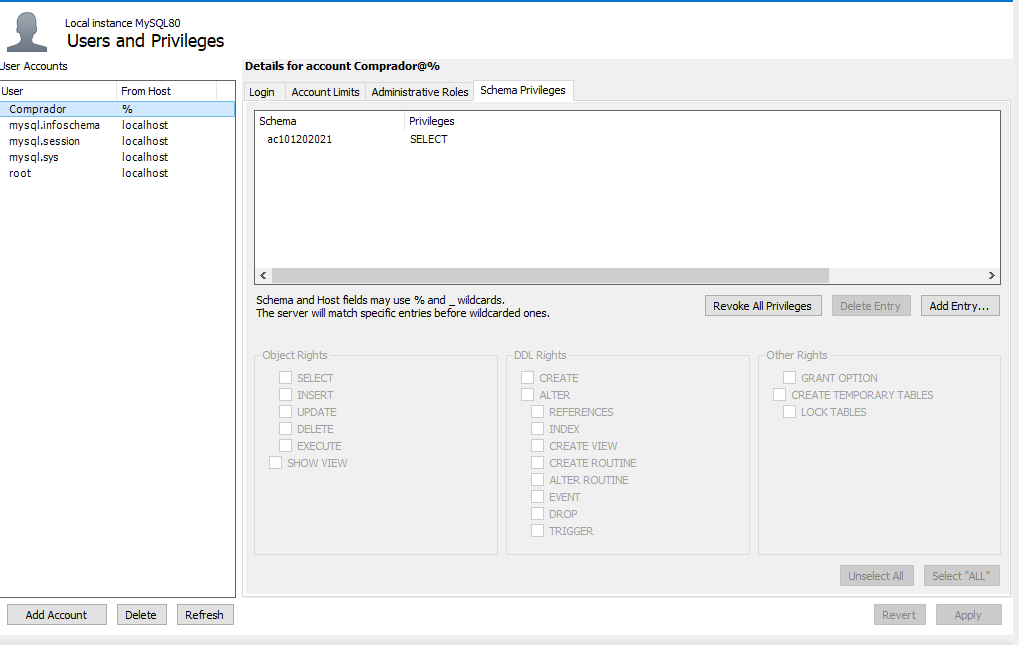 Local instance MySQL80
Users and Privileges
User Accounts
User From Host
Comprador %
mysql.infoschema localhost
mysql.session localhost
mysql.sys localhost
root localhost
Add Account Delete Refresh
Details for account Comprador@%
Login Account Limits Administrative Roles Schema Privileges
Schema Privileges
ac101202021 SELECT
Schema and Host fields may use % and _ wildcards.
The server will match specific entries before wildcarded ones.
Revoke All Privileges Delete Entry Add Entry...
Object Rights
SELECT
INSERT
UPDATE
DELETE
EXECUTE
SHOW VIEW
DDL Rights
CREATE
ALTER
REFERENCES
INDEX
CREATE VIEW
CREATE ROUTINE
ALTER ROUTINE
EVENT
DROP
TRIGGER
Other Rights
GRANT OPTION
CREATE TEMPORARY TABLES
LOCK TABLES
Unselect All Select "ALL"
Revert Apply